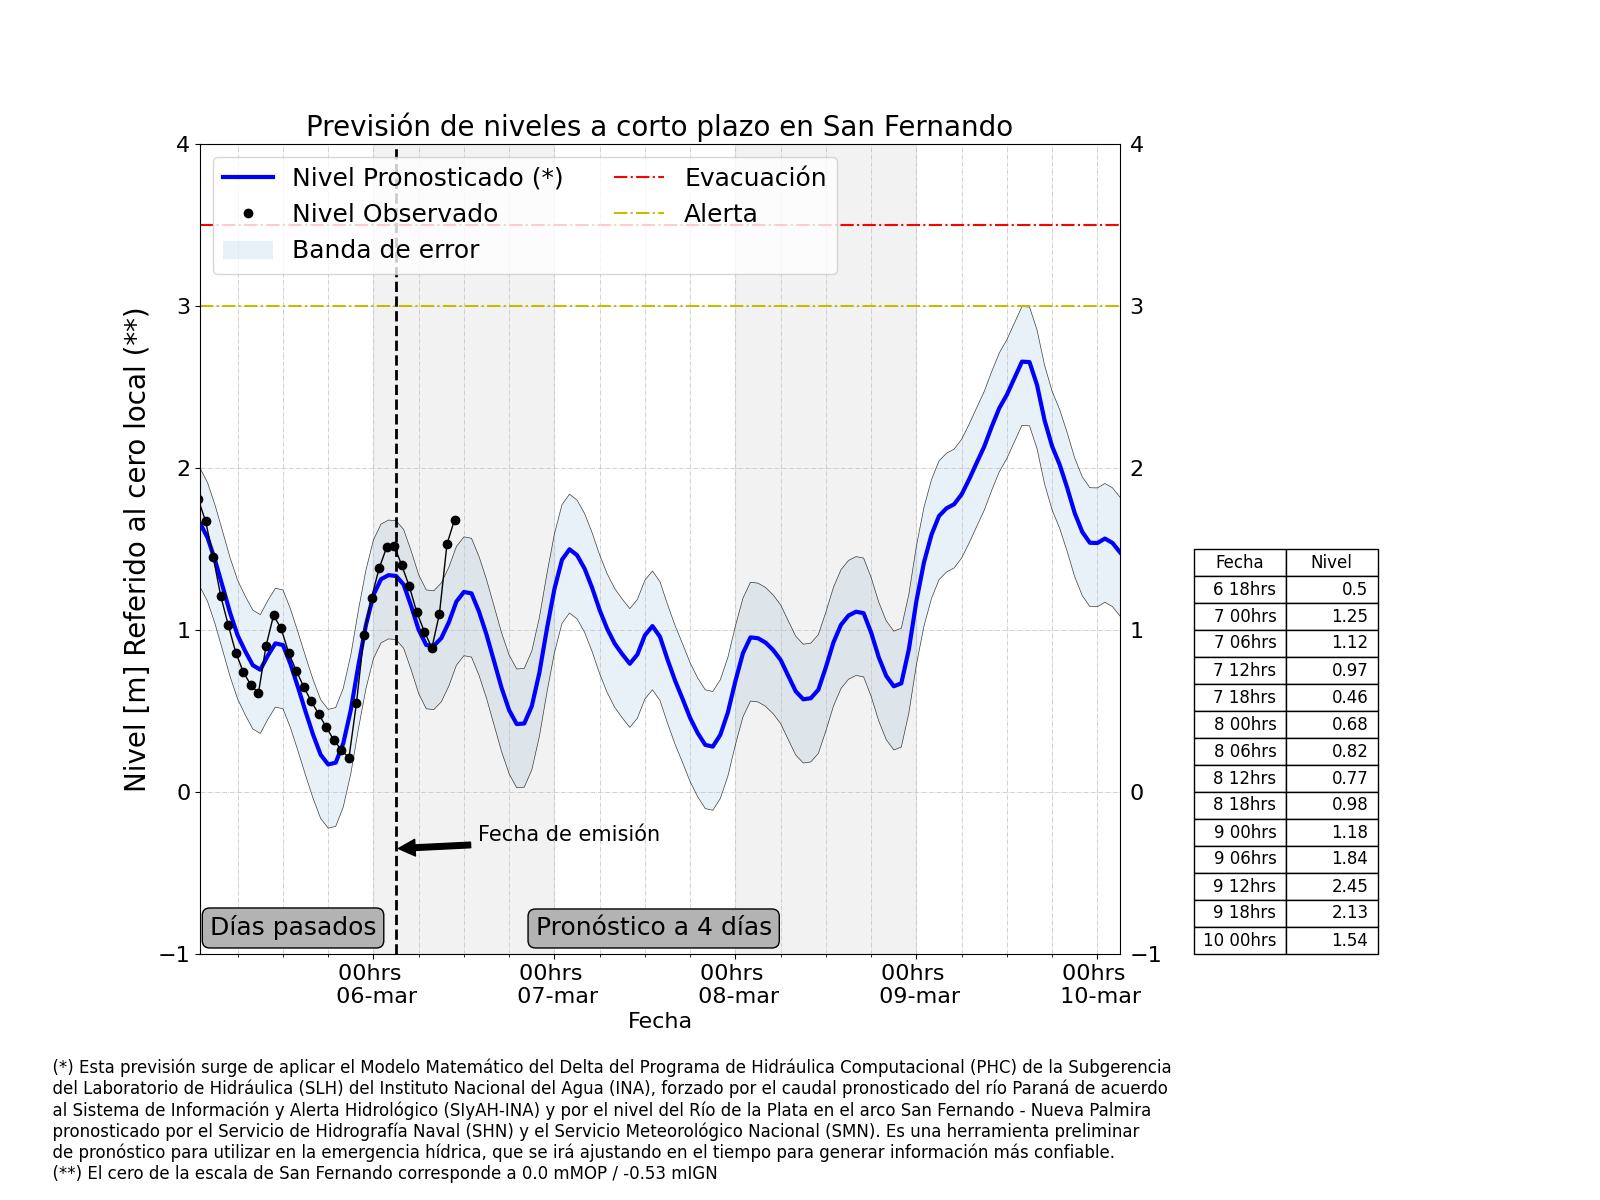 Previsión de niveles a corto plazo en San Fernando
Nivel Pronosticado (*)
Nivel Observado
Banda de error
Evacuación
Alerta
Nivel [m] Referido al cero local (**)
4
3
2
1
0
−1
4
3
2
1
0
−1
Fecha de emisión
Días pasados
Pronóstico a 4 días
00hrs
06-mar
00hrs
07-mar
00hrs
08-mar
00hrs
09-mar
00hrs
10-mar
Fecha
Fecha Nivel
6 18hrs 0.5
7 00hrs 1.25
7 06hrs 1.12
7 12hrs 0.97
7 18hrs 0.46
8 00hrs 0.68
8 06hrs 0.82
8 12hrs 0.77
8 18hrs 0.98
9 00hrs 1.18
9 06hrs 1.84
9 12hrs 2.45
9 18hrs 2.13
10 00hrs 1.54
(*) Esta previsión surge de aplicar el Modelo Matemático del Delta del Programa de Hidráulica Computacional (PHC) de la Subgerencia
del Laboratorio de Hidráulica (SLH) del Instituto Nacional del Agua (INA), forzado por el caudal pronosticado del río Paraná de acuerdo
al Sistema de Información y Alerta Hidrológico (SIyAH-INA) y por el nivel del Río de la Plata en el arco San Fernando - Nueva Palmira
pronosticado por el Servicio de Hidrografía Naval (SHN) y el Servicio Meteorológico Nacional (SMN). Es una herramienta preliminar
de pronóstico para utilizar en la emergencia hídrica, que se irá ajustando en el tiempo para generar información más confiable.
(**) El cero de la escala de San Fernando corresponde a 0.0 mMOP / -0.53 mIGN